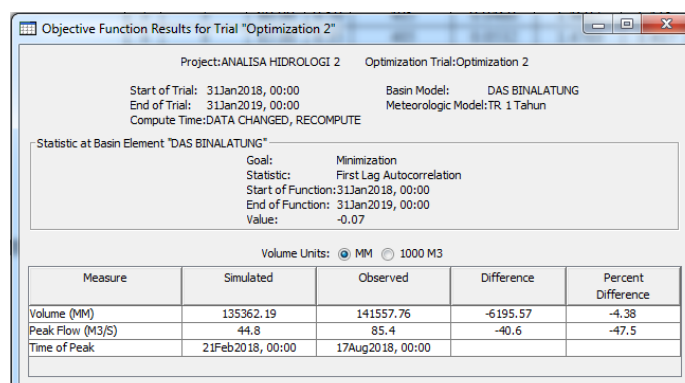 Objective Function Results for Trial "Optimization 2"
Project:ANALISA HIDROLOGI 2 Optimization Trial:Optimization 2
Start of Trial: 31Jan2018, 00:00 Basin Model: DAS BINALATUNG
End of Trial: 31Jan2019, 00:00 Meteorologic Model:TR 1 Tahun
Compute Time:DATA CHANGED, RECOMPUTE
Statistic at Basin Element "DAS BINALATUNG"
Goal: Minimization
Statistic: First Lag Autocorrelation
Start of Function:31Jan2018, 00:00
End of Function: 31Jan2019, 00:00
Value: -0.07
Volume Units: MM 1000 M3
Measure Simulated Observed Difference Percent
Difference
Volume (MM) 135362.19 141557.76 -6195.57 -4.38
Peak Flow (M3/S) 44.8 85.4 -40.6 -47.5
Time of Peak 21Feb2018, 00:00 17Aug2018, 00:00